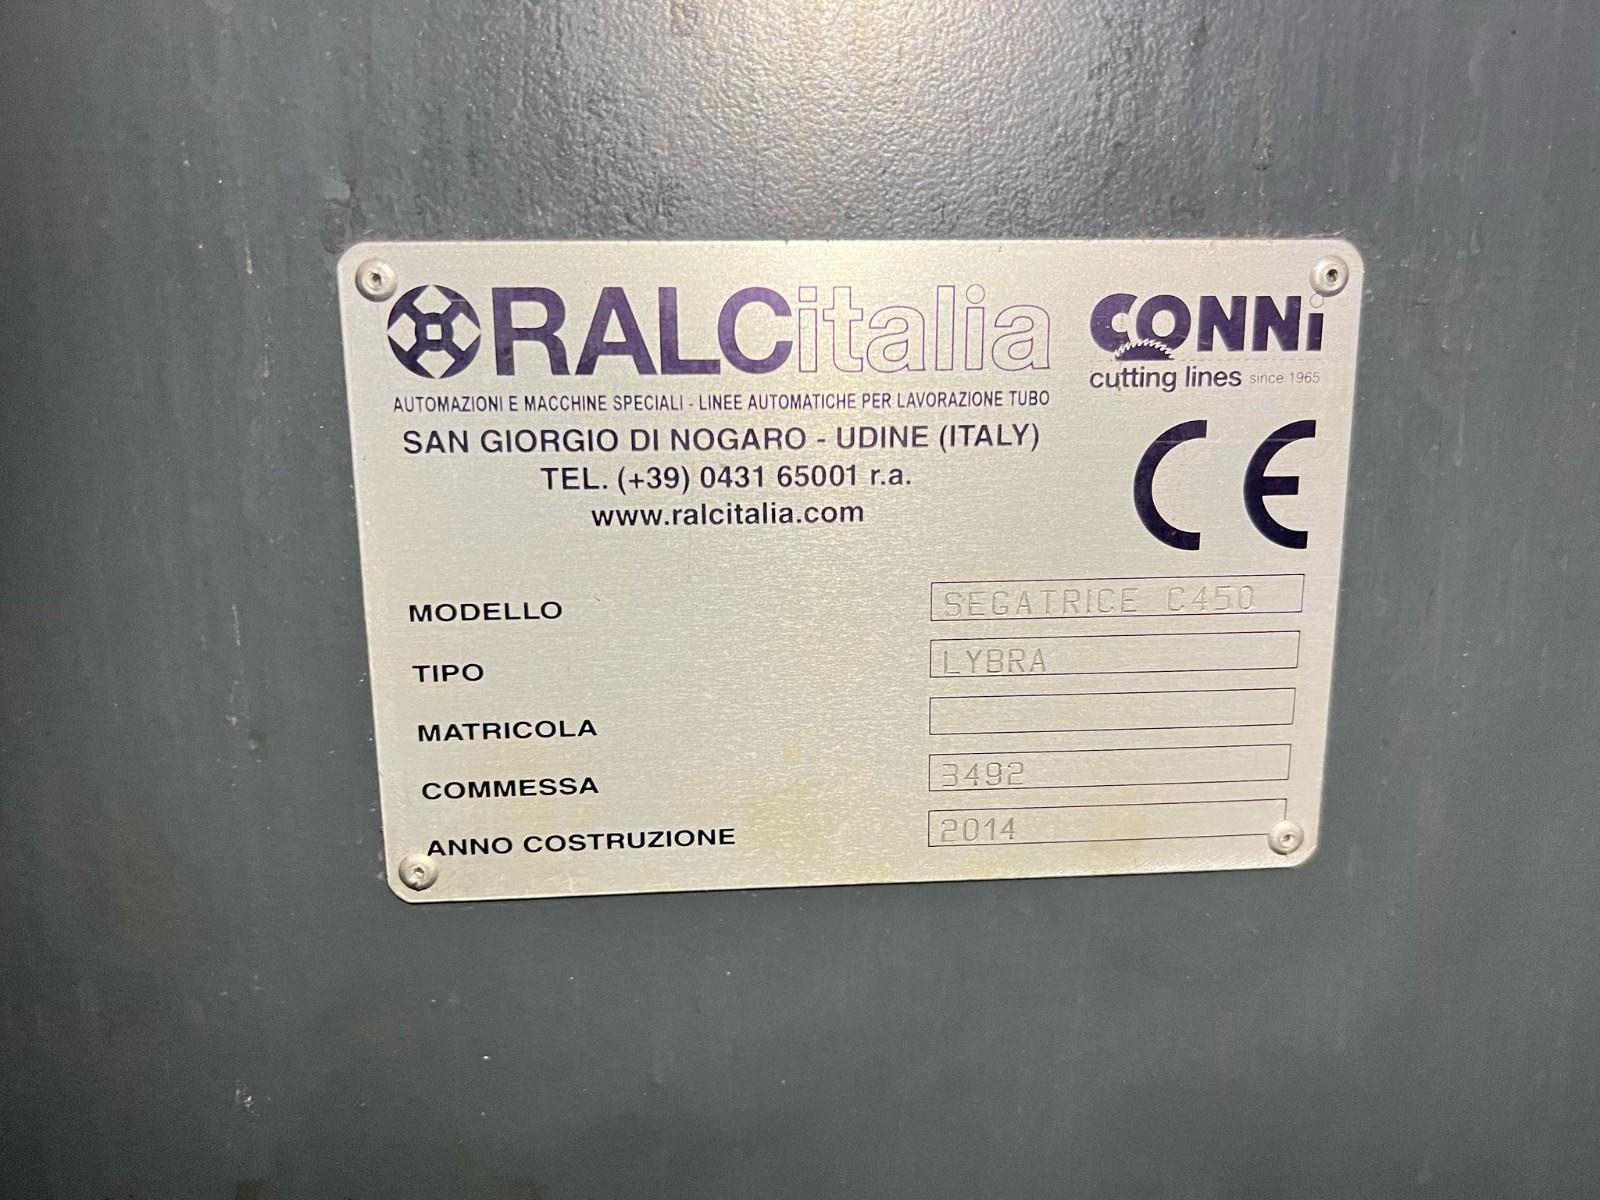 RALCitalia
AUTOMAZIONI E MACCHINE SPECIALI - LINEE AUTOMATICHE PER LAVORAZIONE TUBO
SAN GIORGIO DI NOGARO - UDINE (ITALY)
TEL. (+39) 0431 65001 r.a.
www.ralcitalia.com
CONNi
cutting lines since 1965
CE
MODELLO SEGATRICE C450
TIPO LYBRA
MATRICOLA
COMMESSA 3492
ANNO COSTRUZIONE 2014